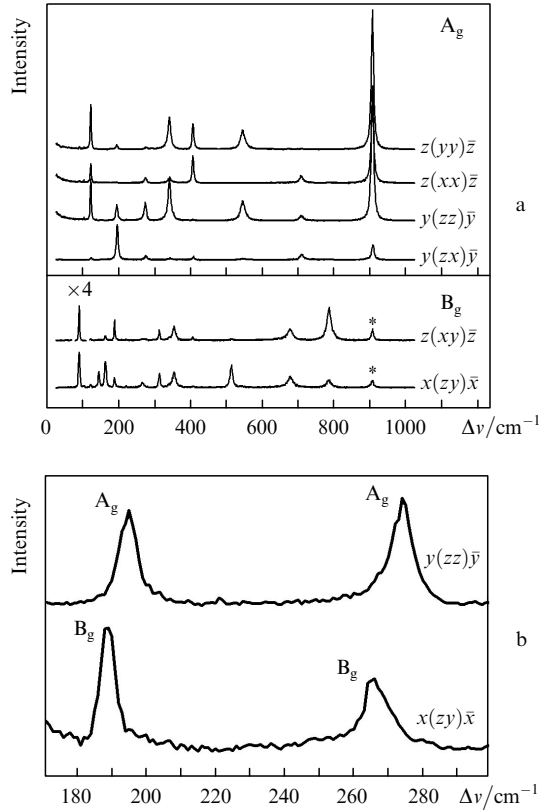 Intensity
A_g
z(yy)z̄
z(xx)z̄
y(zz)ȳ
y(zx)ȳ
a
×4
B_g
*
z(xy)z̄
*
x(zy)x̄
0 200 400 600 800 1000 Δν/cm⁻¹
Intensity
A_g A_g
y(zz)ȳ
B_g B_g
b
x(zy)x̄
180 200 220 240 260 280 Δν/cm⁻¹